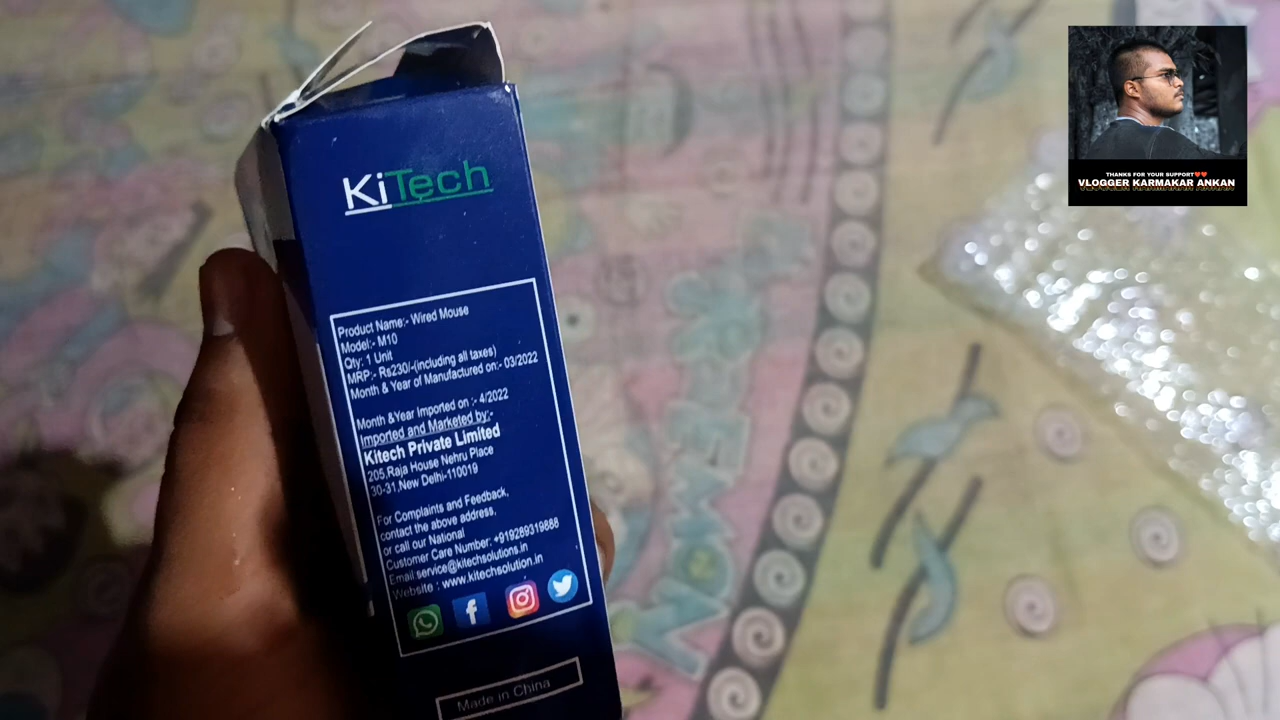 KiTech
Product Name:- Wired Mouse
Model:- M10
Qty: 1 Unit
MRP:- Rs230/-(including all taxes)
Month & Year of Manufactured on:- 03/2022
Month &Year Imported on :- 4/2022
Imported and Marketed by:-
Kitech Private Limited
205,Raja House Nehru Place
30-31,New Delhi-110019
For Complaints and Feedback,
contact the above address,
or call our National
Customer Care Number: +919289319888
Email:service@kitechsolutions.in
Website : www.kitechsolution.in
Made in China
THANKS FOR YOUR SUPPORT❤❤
VLOGGER KARMAKAR ANKAN